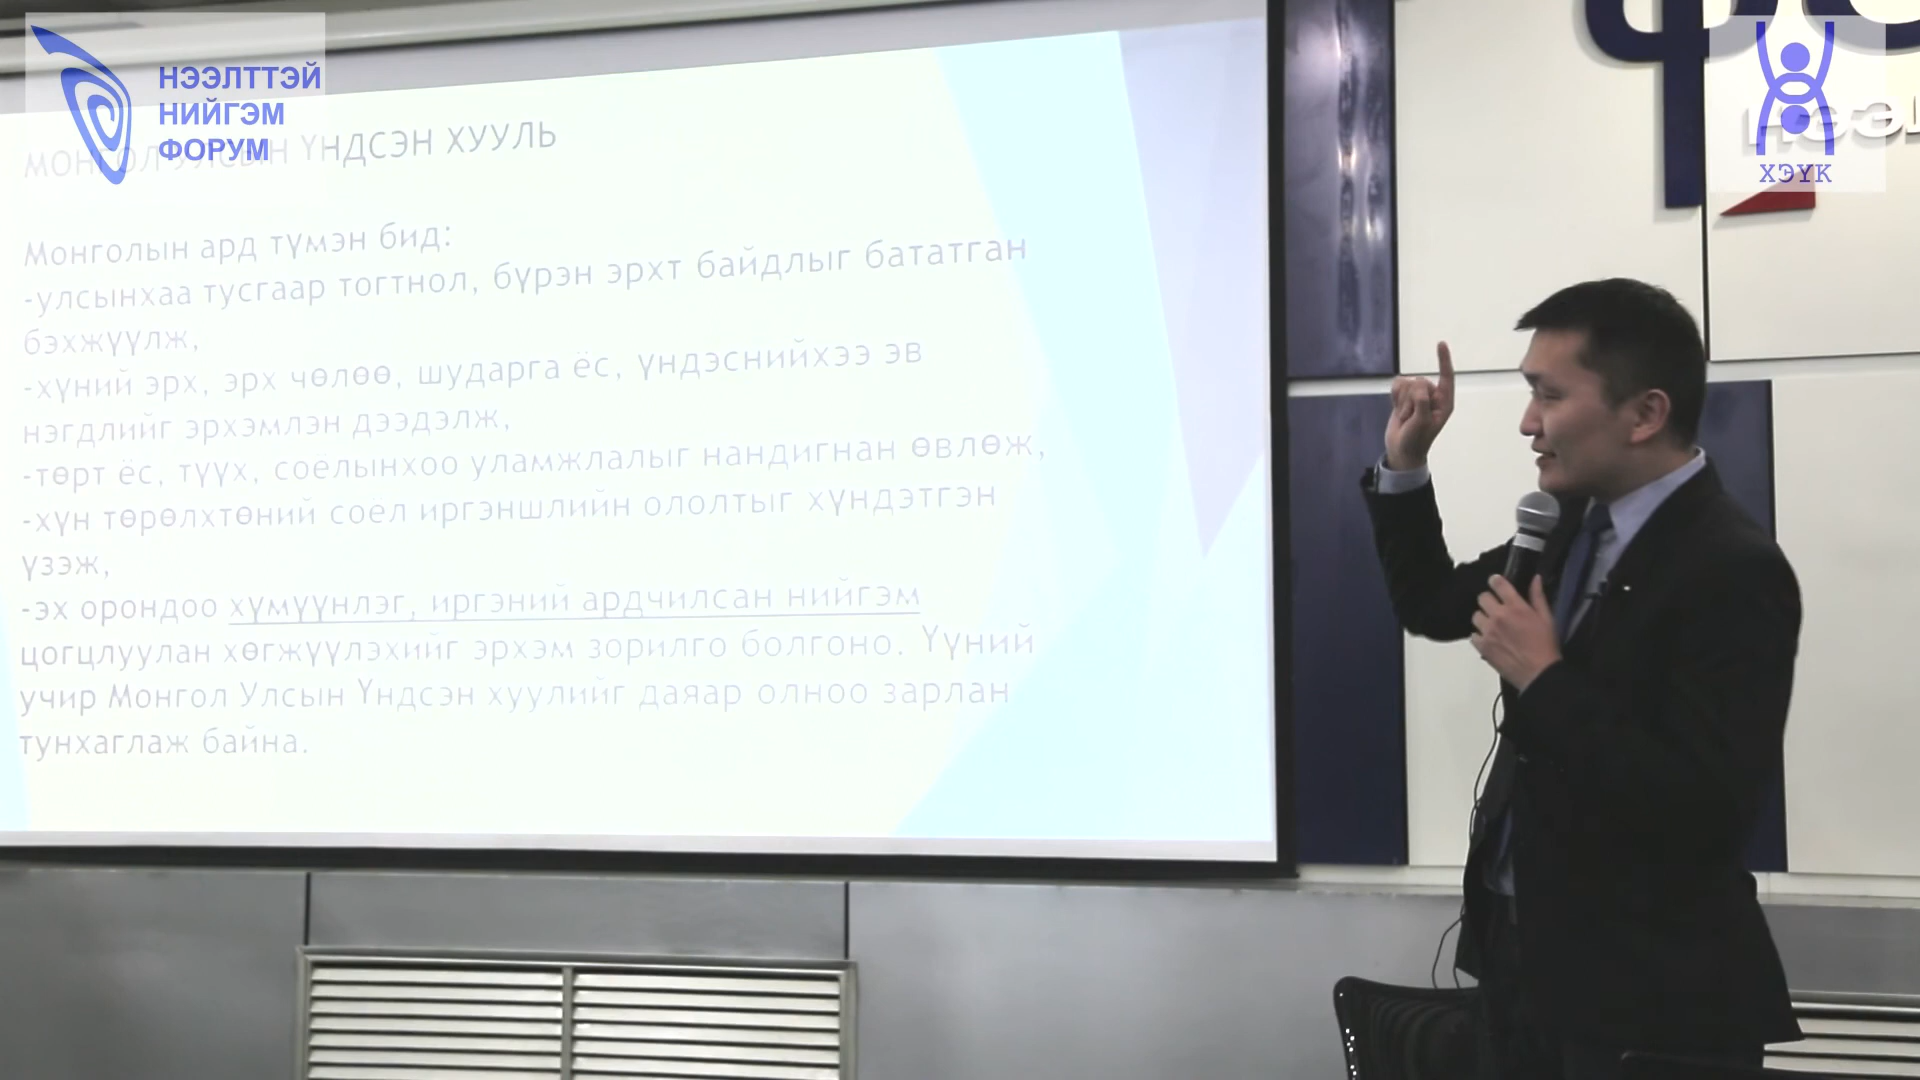 НЭЭЛТТЭЙ
НИЙГЭМ
ФОРУМ
МОНГОЛ УЛСЫН ҮНДСЭН ХУУЛЬ
Монголын ард түмэн бид:
-улсынхаа тусгаар тогтнол, бүрэн эрхт байдлыг бататган
бэхжүүлж,
-хүний эрх, эрх чөлөө, шударга ёс, үндэснийхээ эв
нэгдлийг эрхэмлэн дээдэлж,
-төрт ёс, түүх, соёлынхоо уламжлалыг нандигнан өвлөж,
-хүн төрөлхтөний соёл иргэншлийн ололтыг хүндэтгэн
үзэж,
-эх орондоо хүмүүнлэг, иргэний ардчилсан нийгэм
цогцлуулан хөгжүүлэхийг эрхэм зорилго болгоно. Үүний
учир Монгол Улсын Үндсэн хуулийг даяар олноо зарлан
тунхаглаж байна.
ХЭҮК